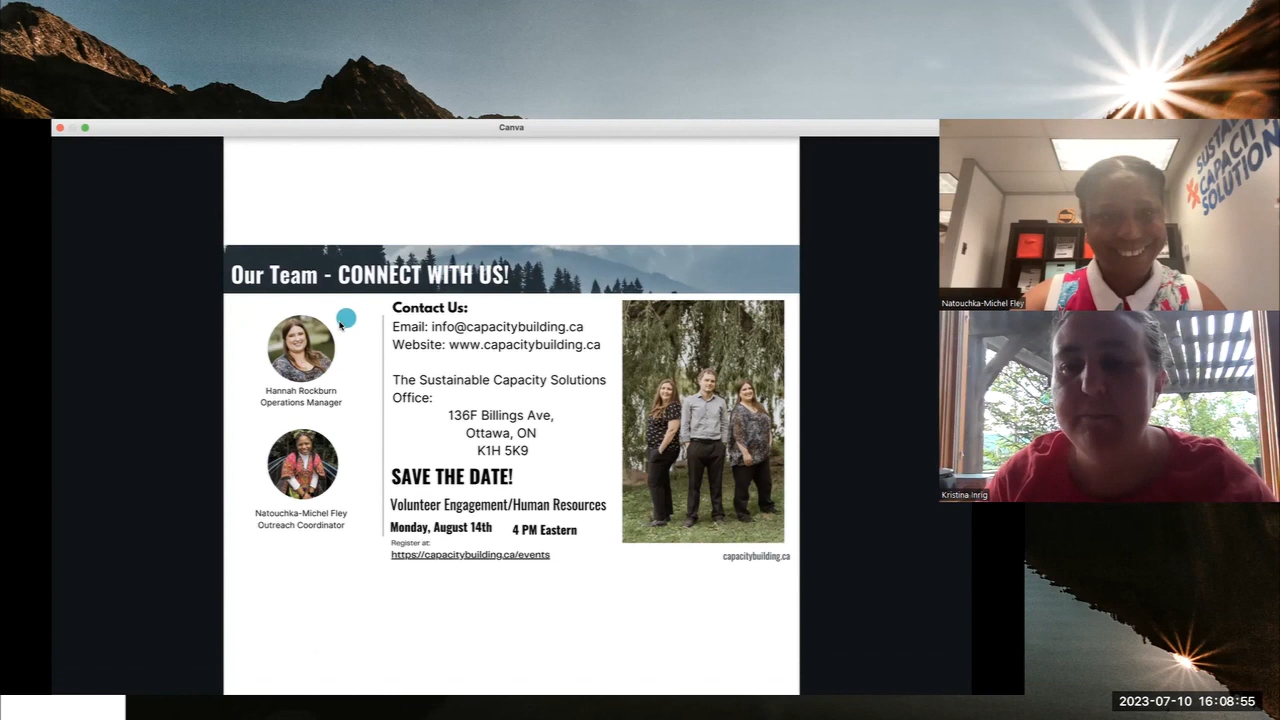 Canva
Our Team - CONNECT WITH US!
Hannah Rockburn
Operations Manager
Natouchka-Michel Fley
Outreach Coordinator
Contact Us:
Email: info@capacitybuilding.ca
Website: www.capacitybuilding.ca
The Sustainable Capacity Solutions
Office:
136F Billings Ave,
Ottawa, ON
K1H 5K9
SAVE THE DATE!
Volunteer Engagement/Human Resources
Monday, August 14th 4 PM Eastern
Register at:
https://capacitybuilding.ca/events
capacitybuilding.ca
SUSTA
CAPACIT
SOLUTION
Natouchka-Michel Fley
Kristina Inrig
2023-07-10 16:08:55